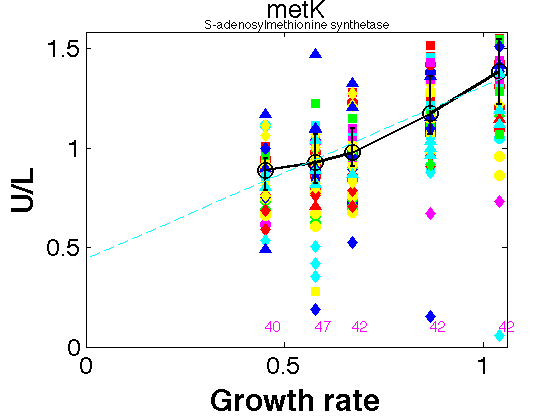 metK
S-adenosylmethionine synthetase
1.5
1
0.5
0
U/L
40 47 42 42 42
0 0.5 1
Growth rate